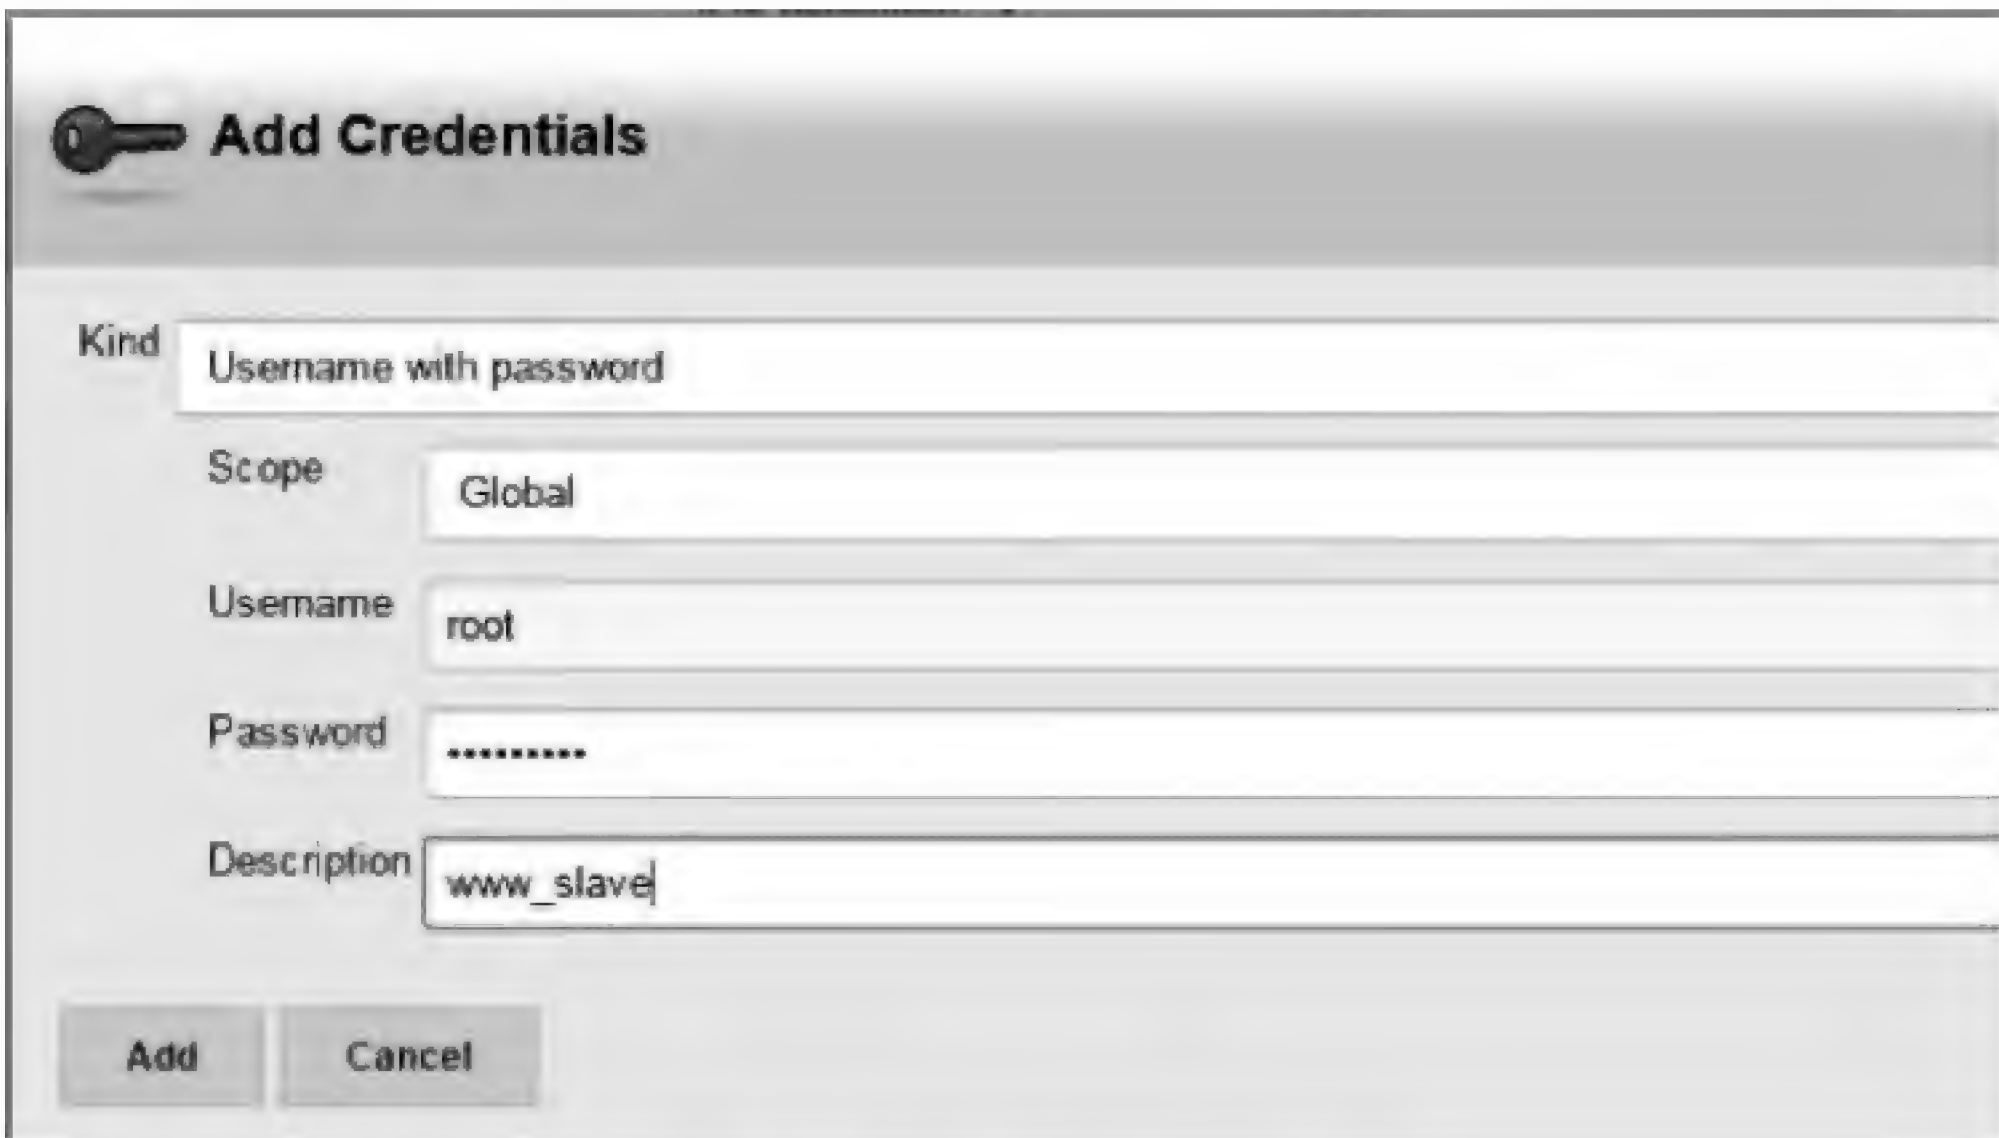 Add Credentials
Kind
Username with password
Scope
Global
Username
root
Password
•••••••••
Description
www_slave
Add
Cancel